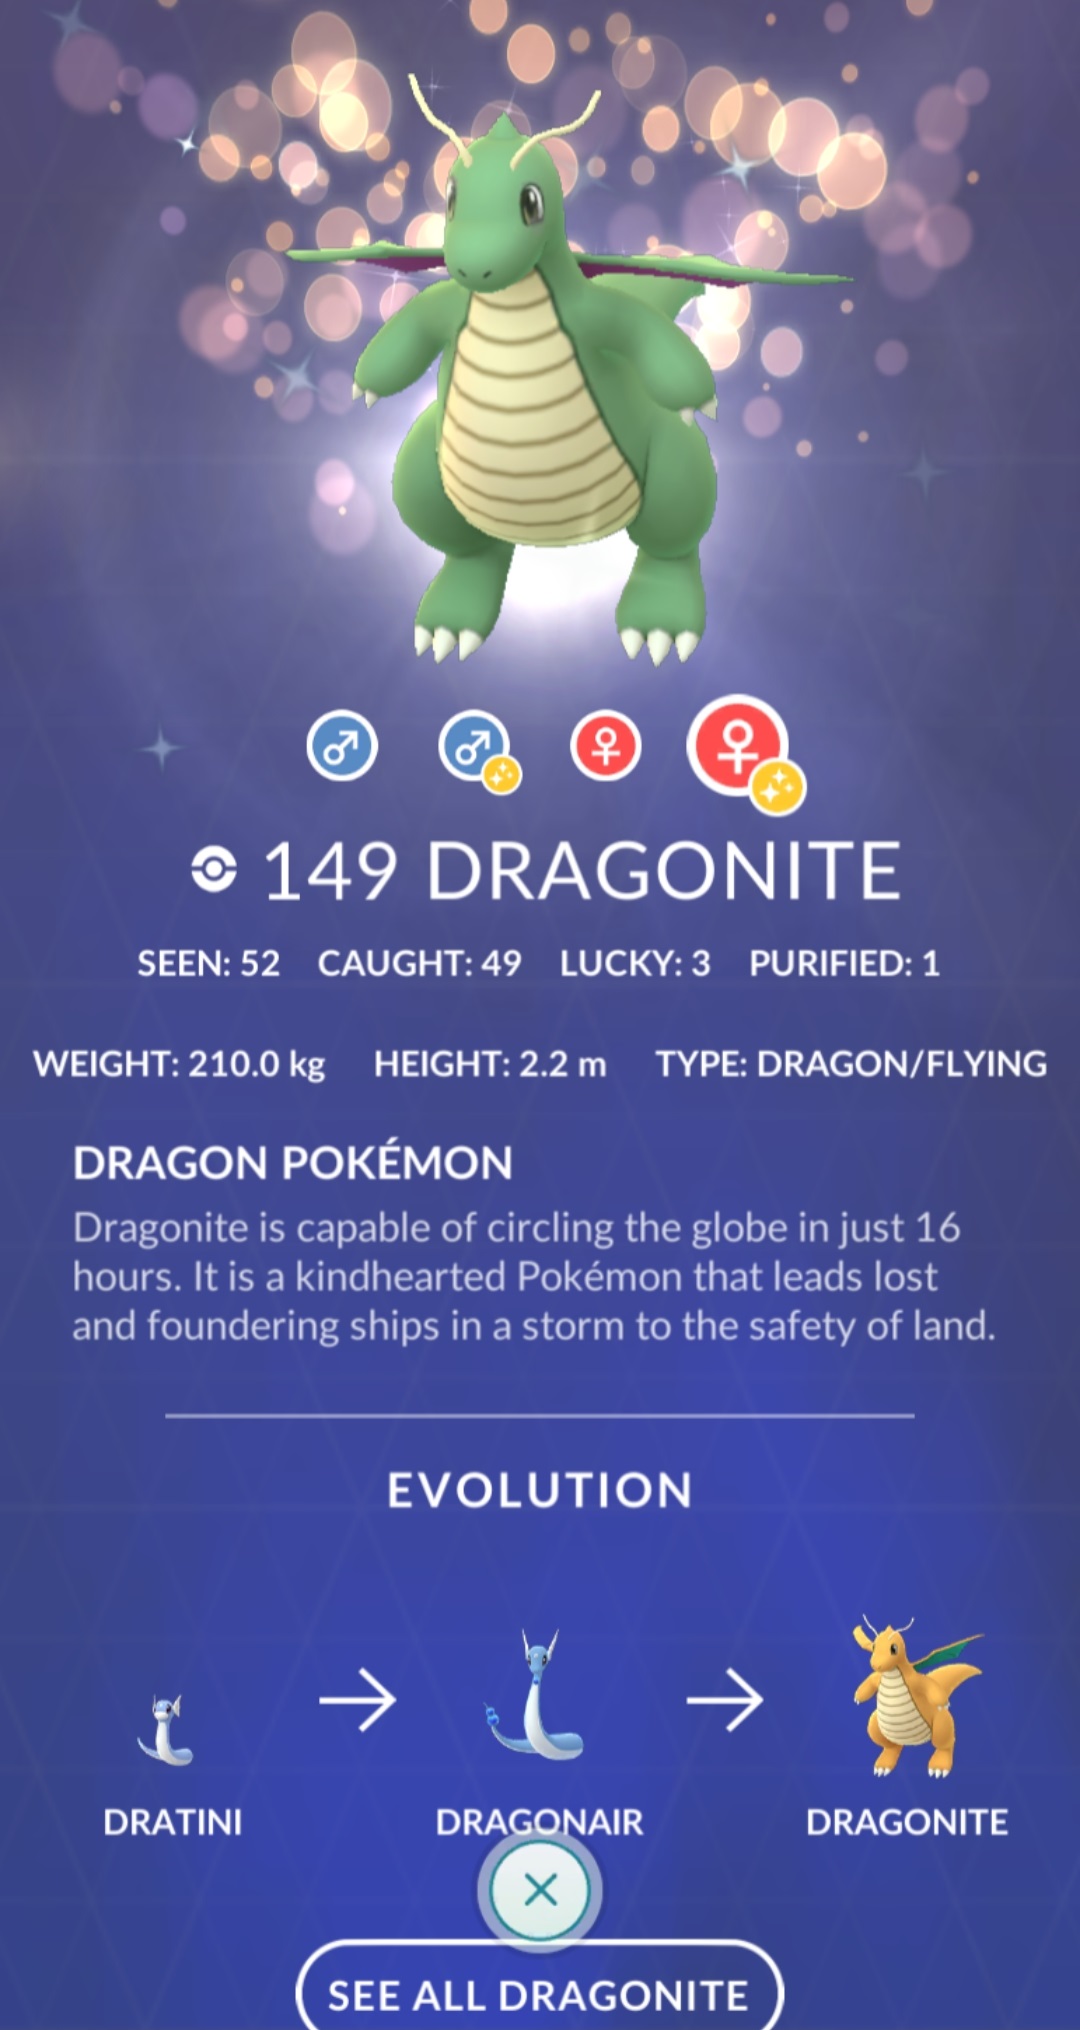 149 DRAGONITE
SEEN: 52 CAUGHT: 49 LUCKY: 3 PURIFIED: 1
WEIGHT: 210.0 kg HEIGHT: 2.2 m TYPE: DRAGON/FLYING
DRAGON POKÉMON
Dragonite is capable of circling the globe in just 16
hours. It is a kindhearted Pokémon that leads lost
and foundering ships in a storm to the safety of land.
EVOLUTION
DRATINI DRAGONAIR DRAGONITE
SEE ALL DRAGONITE